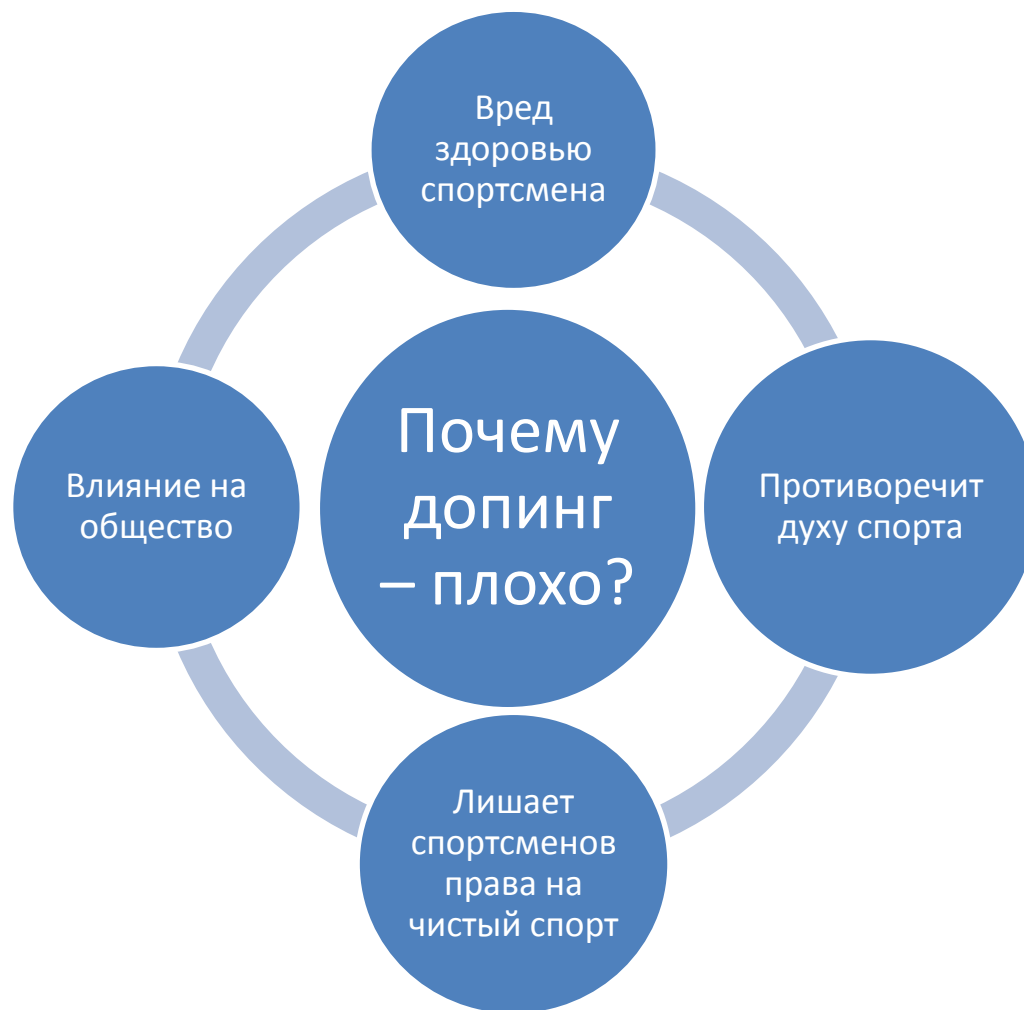 Вред
здоровью
спортсмена
Почему
допинг
– плохо?
Влияние на
общество
Противоречит
духу спорта
Лишает
спортсменов
права на
чистый спорт